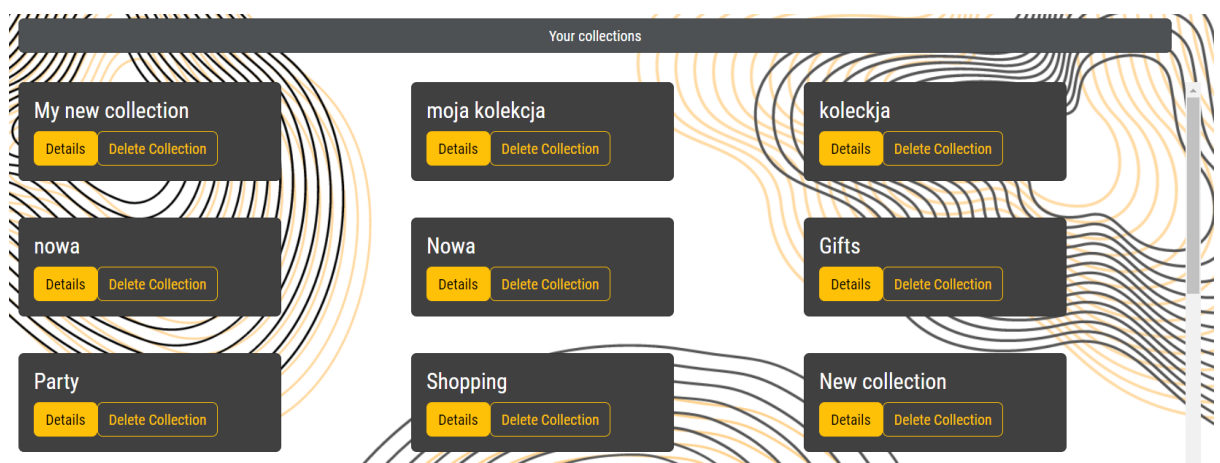 Your collections
My new collection
moja kolekcja
koleckja
Details Delete Collection
Details Delete Collection
Details Delete Collection
nowa
Nowa
Gifts
Details Delete Collection
Details Delete Collection
Details Delete Collection
Party
Shopping
New collection
Details Delete Collection
Details Delete Collection
Details Delete Collection